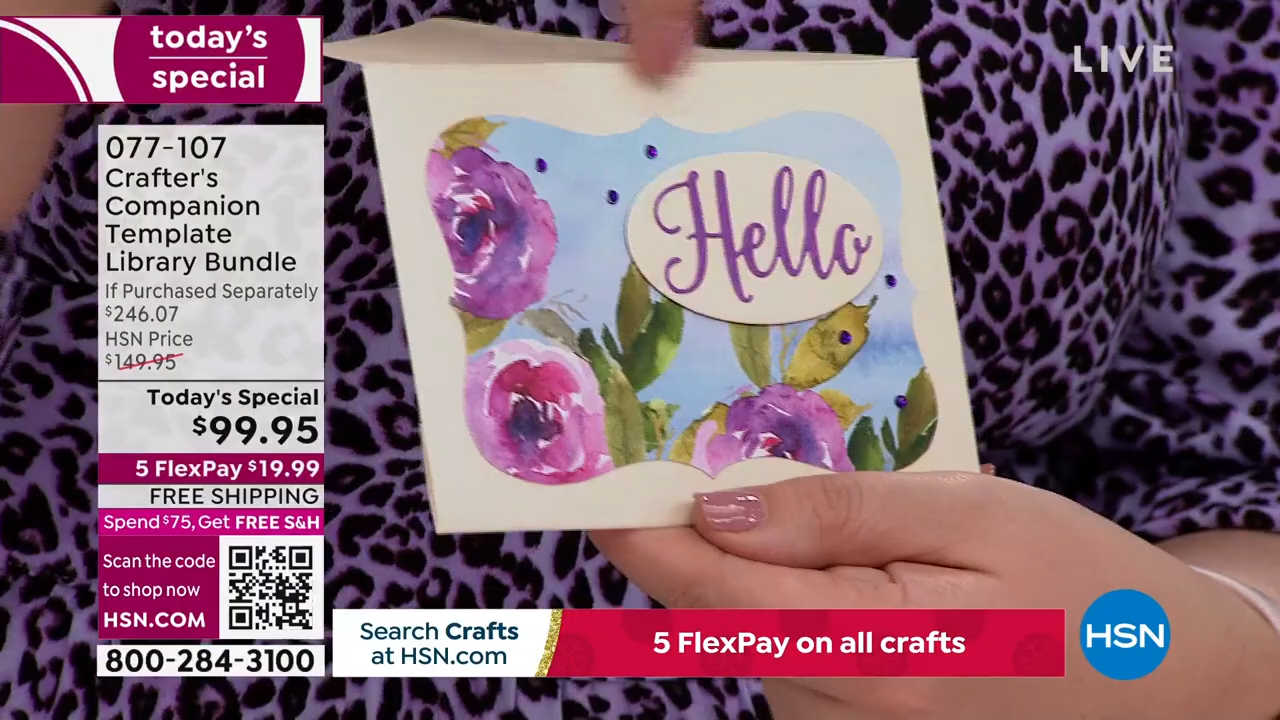 today's
special
LIVE
077-107
Crafter's
Companion
Template
Library Bundle
If Purchased Separately
$246.07
HSN Price
$149.95
Today's Special
$99.95
5 FlexPay $19.99
FREE SHIPPING
Spend $75, Get FREE S&H
Scan the code
to shop now
HSN.COM
800-284-3100
Hello
Search Crafts
at HSN.com
5 FlexPay on all crafts
HSN